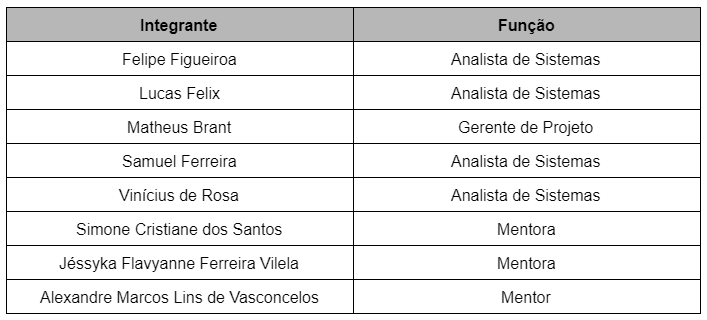 Integrante Função
Felipe Figueiroa Analista de Sistemas
Lucas Felix Analista de Sistemas
Matheus Brant Gerente de Projeto
Samuel Ferreira Analista de Sistemas
Vinícius de Rosa Analista de Sistemas
Simone Cristiane dos Santos Mentora
Jéssyka Flavyanne Ferreira Vilela Mentora
Alexandre Marcos Lins de Vasconcelos Mentor